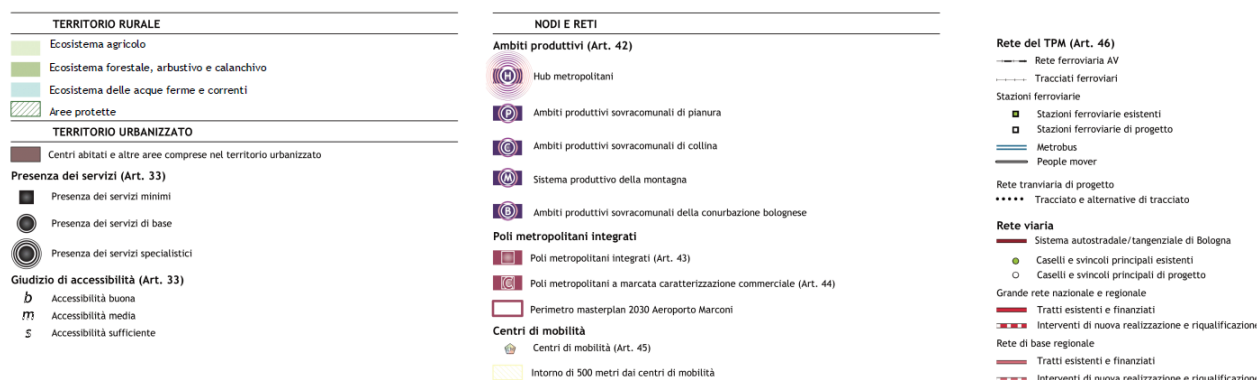 TERRITORIO RURALE
Ecosistema agricolo
Ecosistema forestale, arbustivo e calanchivo
Ecosistema delle acque ferme e correnti
Aree protette
TERRITORIO URBANIZZATO
Centri abitati e altre aree comprese nel territorio urbanizzato
Presenza dei servizi (Art. 33)
Presenza dei servizi minimi
Presenza dei servizi di base
Presenza dei servizi specialistici
Giudizio di accessibilità (Art. 33)
b Accessibilità buona
m Accessibilità media
s Accessibilità sufficiente
NODI E RETI
Ambiti produttivi (Art. 42)
H Hub metropolitani
P Ambiti produttivi sovracomunali di pianura
C Ambiti produttivi sovracomunali di collina
M Sistema produttivo della montagna
B Ambiti produttivi sovracomunali della conurbazione bolognese
Poli metropolitani integrati
Poli metropolitani integrati (Art. 43)
C Poli metropolitani a marcata caratterizzazione commerciale (Art. 44)
Perimetro masterplan 2030 Aeroporto Marconi
Centri di mobilità
Centri di mobilità (Art. 45)
Intorno di 500 metri dai centri di mobilità
Rete del TPM (Art. 46)
Rete ferroviaria AV
Tracciati ferroviari
Stazioni ferroviarie
Stazioni ferroviarie esistenti
Stazioni ferroviarie di progetto
Metrobus
People mover
Rete tranviaria di progetto
Tracciato e alternative di tracciato
Rete viaria
Sistema autostradale/tangenziale di Bologna
Caselli e svincoli principali esistenti
Caselli e svincoli principali di progetto
Grande rete nazionale e regionale
Tratti esistenti e finanziati
Interventi di nuova realizzazione e riqualificazione
Rete di base regionale
Tratti esistenti e finanziati
Interventi di nuova realizzazione e riqualificazione